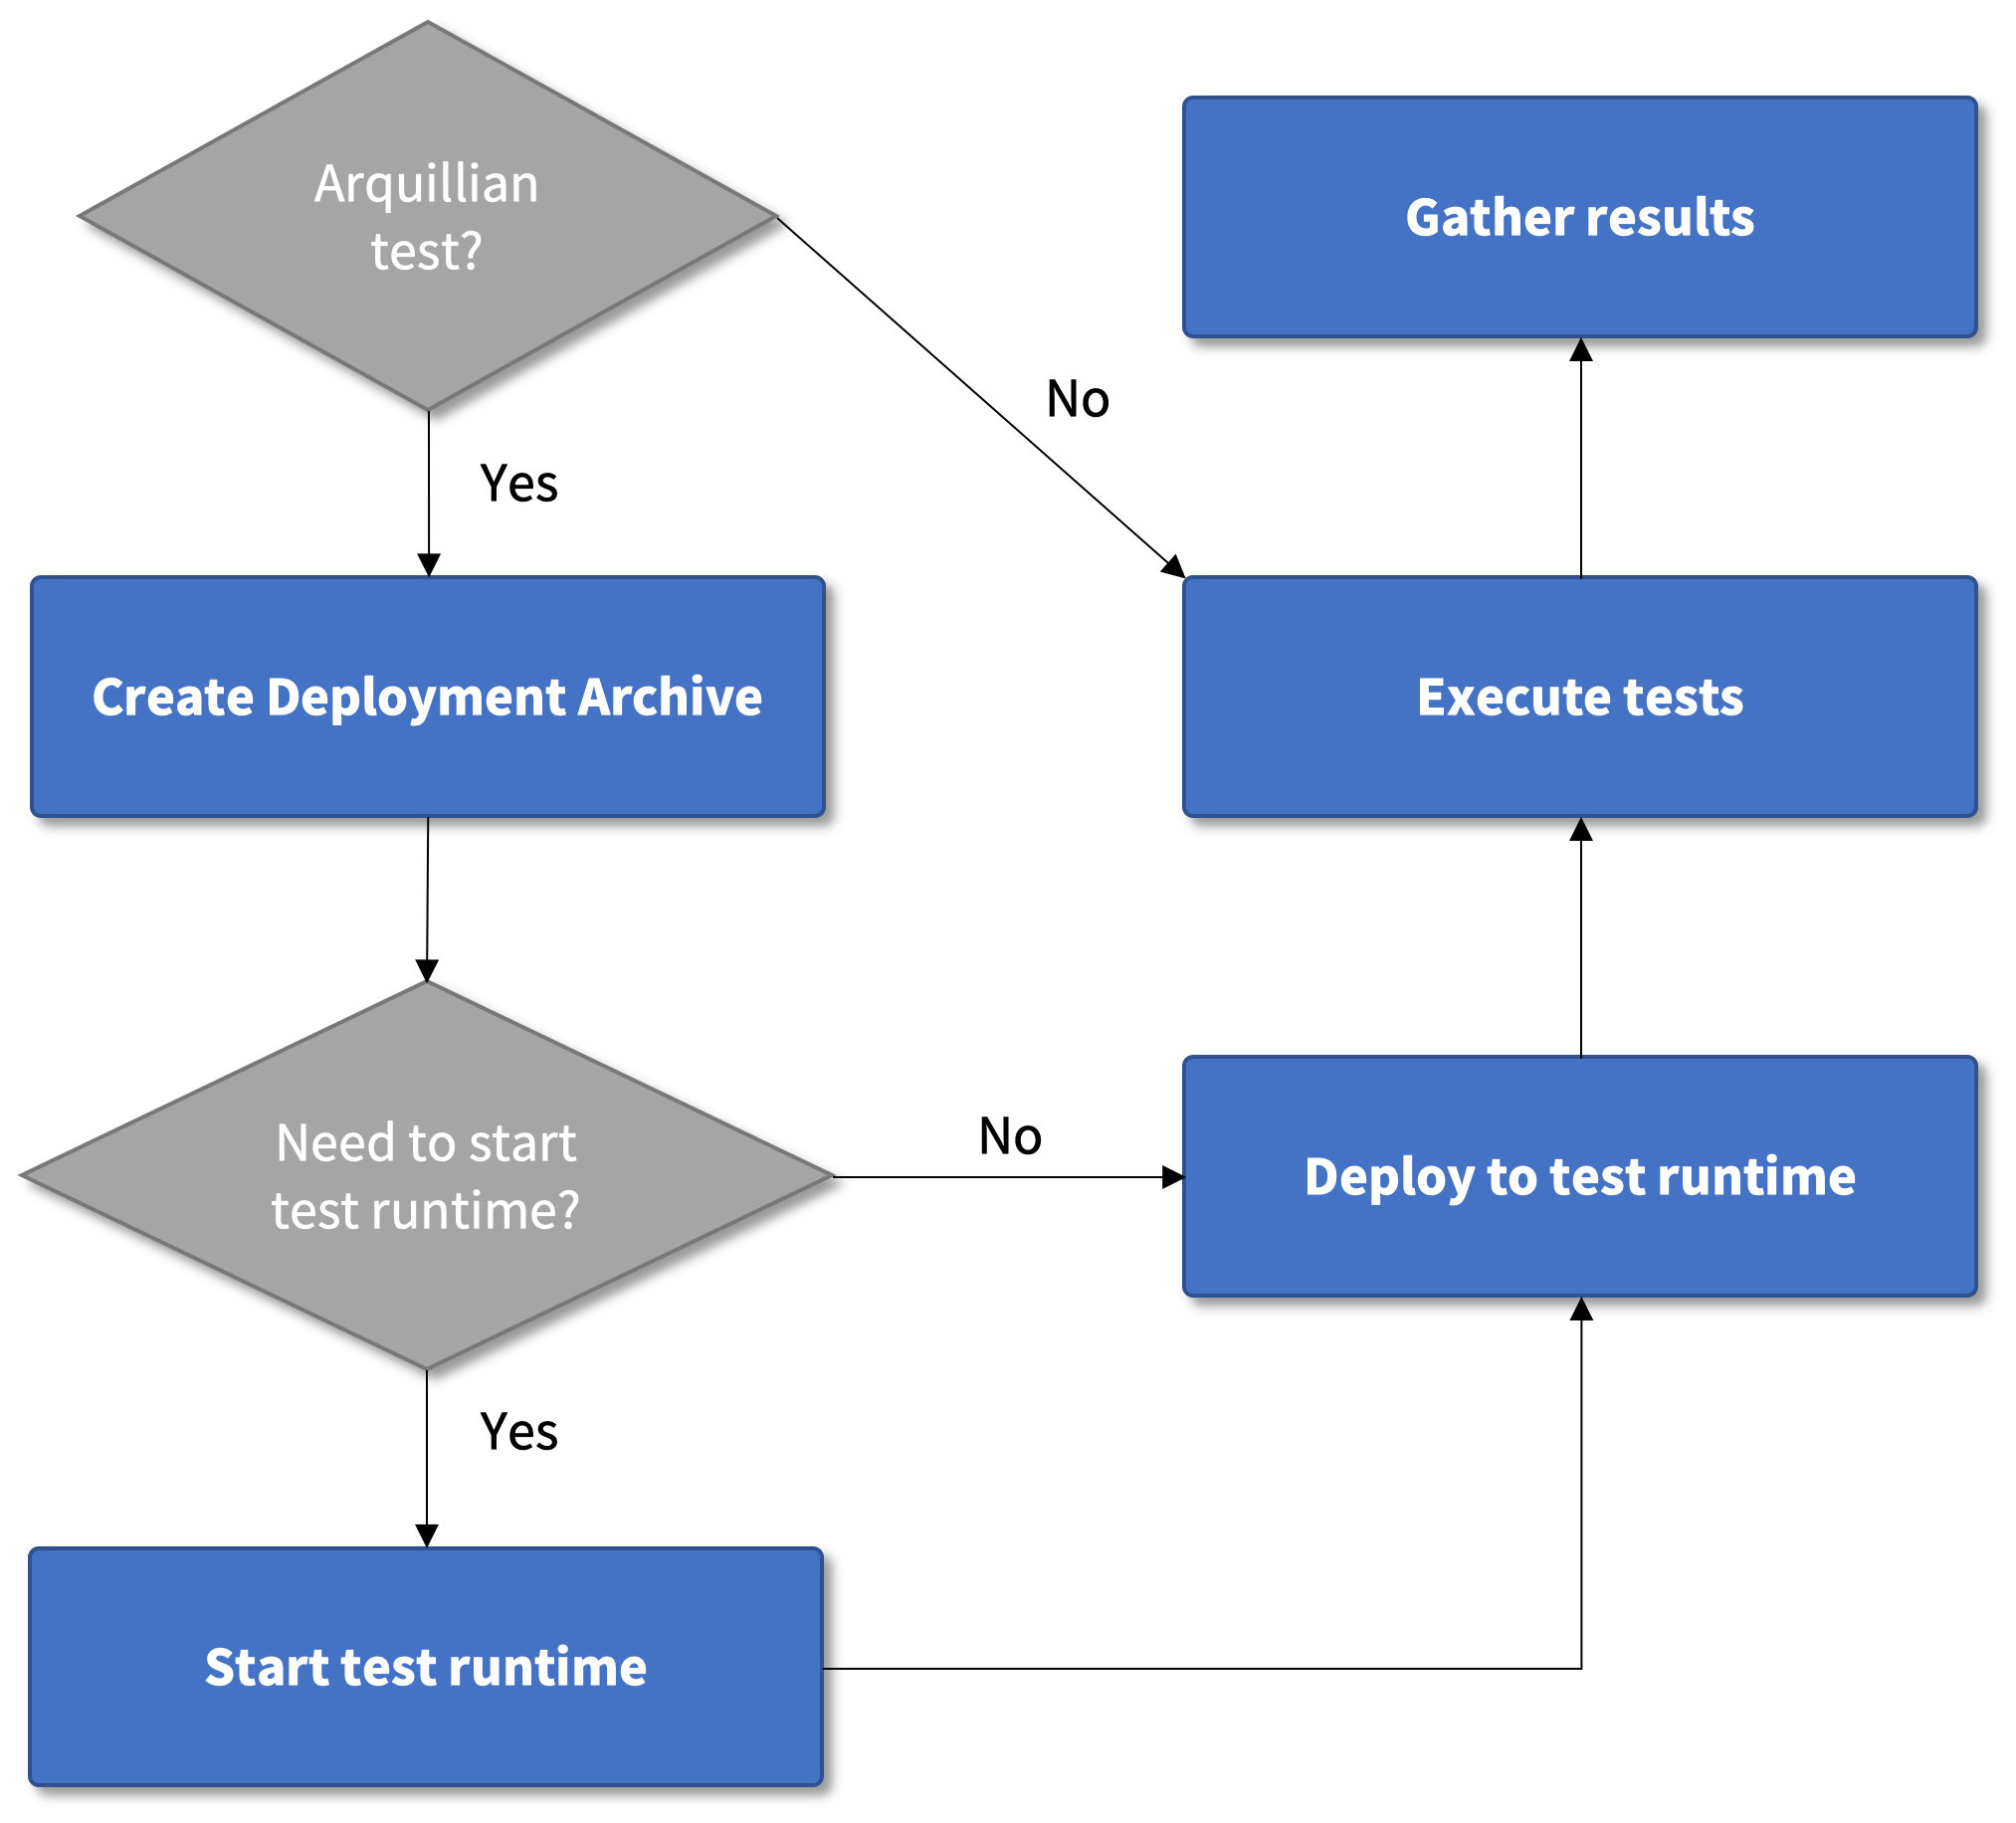 Arquillian
test?
Gather results
No
Yes
Create Deployment Archive
Execute tests
Need to start
test runtime?
No
Deploy to test runtime
Yes
Start test runtime